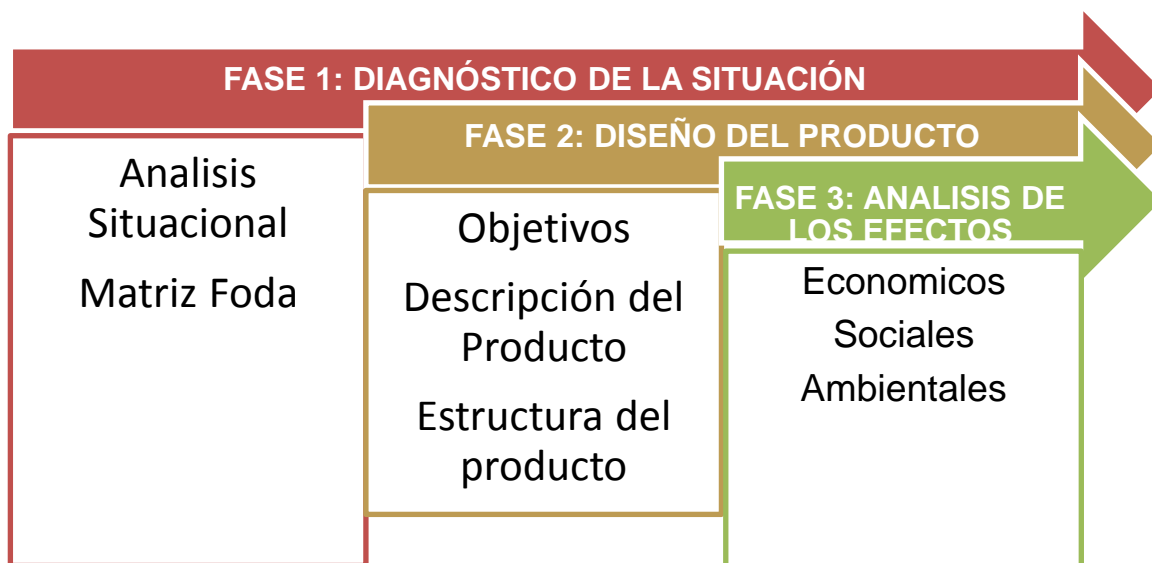 FASE 1: DIAGNÓSTICO DE LA SITUACIÓN
Analisis
Situacional
Matriz Foda
FASE 2: DISEÑO DEL PRODUCTO
Objetivos
Descripción del
Producto
Estructura del
producto
FASE 3: ANALISIS DE
LOS EFECTOS
Economicos
Sociales
Ambientales